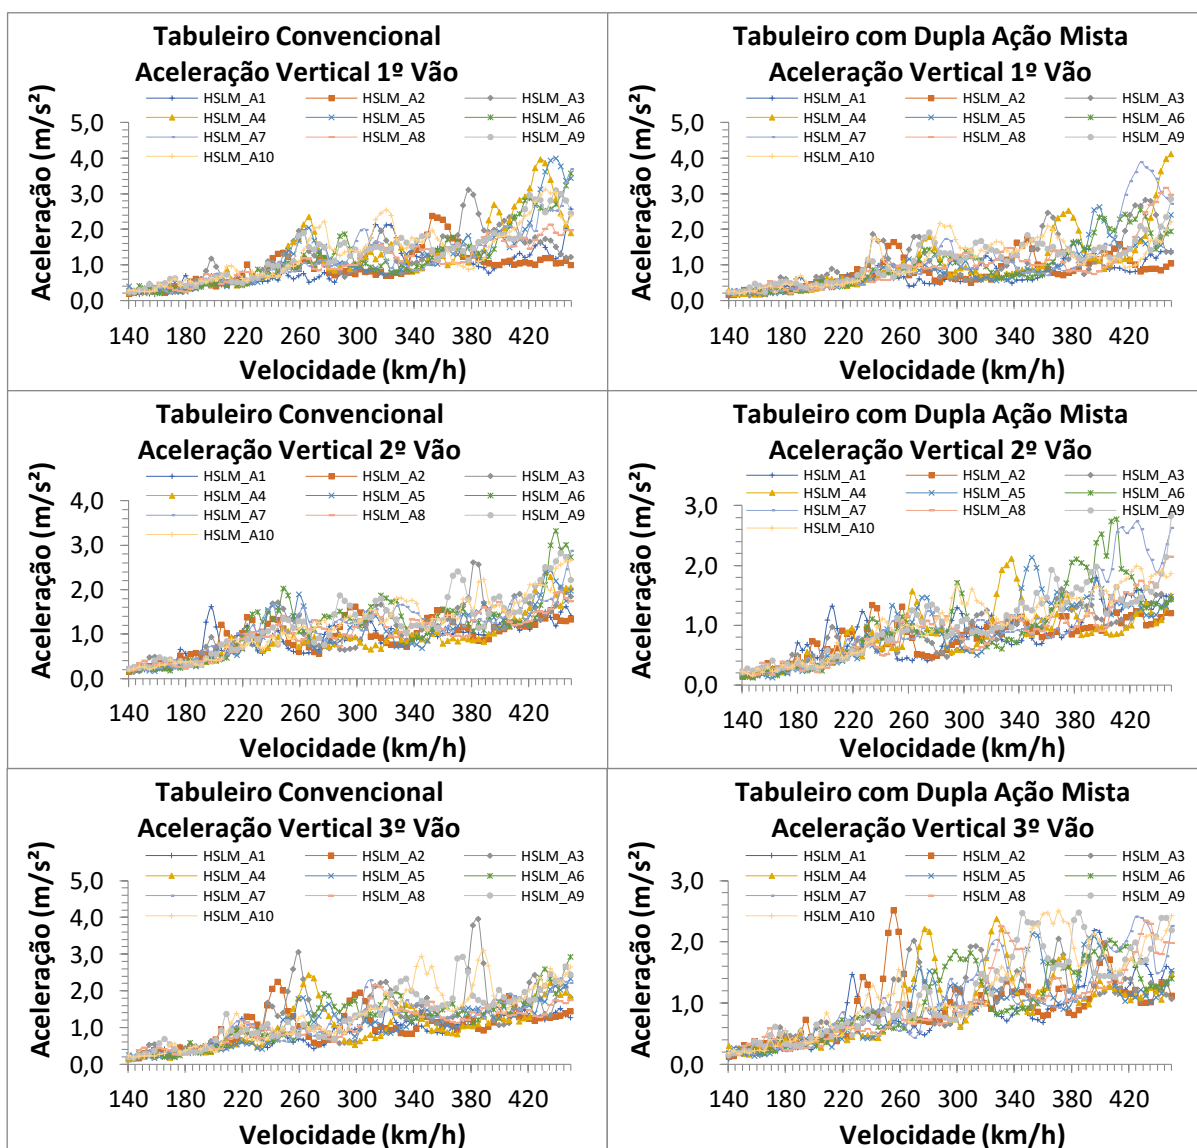 Tabuleiro Convencional
Aceleração Vertical 1º Vão
HSLM_A1 HSLM_A2 HSLM_A3
HSLM_A4 HSLM_A5 HSLM_A6
HSLM_A7 HSLM_A8 HSLM_A9
HSLM_A10
Aceleração (m/s²)
5,0
4,0
3,0
2,0
1,0
0,0
140 180 220 260 300 340 380 420
Velocidade (km/h)
Tabuleiro com Dupla Ação Mista
Aceleração Vertical 1º Vão
HSLM_A1 HSLM_A2 HSLM_A3
HSLM_A4 HSLM_A5 HSLM_A6
HSLM_A7 HSLM_A8 HSLM_A9
HSLM_A10
Aceleração (m/s²)
5,0
4,0
3,0
2,0
1,0
0,0
140 180 220 260 300 340 380 420
Velocidade (km/h)
Tabuleiro Convencional
Aceleração Vertical 2º Vão
HSLM_A1 HSLM_A2 HSLM_A3
HSLM_A4 HSLM_A5 HSLM_A6
HSLM_A7 HSLM_A8 HSLM_A9
HSLM_A10
Aceleração (m/s²)
4,0
3,0
2,0
1,0
0,0
140 180 220 260 300 340 380 420
Velocidade (km/h)
Tabuleiro com Dupla Ação Mista
Aceleração Vertical 2º Vão
HSLM_A1 HSLM_A2 HSLM_A3
HSLM_A4 HSLM_A5 HSLM_A6
HSLM_A7 HSLM_A8 HSLM_A9
HSLM_A10
Aceleração (m/s²)
3,0
2,0
1,0
0,0
140 180 220 260 300 340 380 420
Velocidade (km/h)
Tabuleiro Convencional
Aceleração Vertical 3º Vão
HSLM_A1 HSLM_A2 HSLM_A3
HSLM_A4 HSLM_A5 HSLM_A6
HSLM_A7 HSLM_A8 HSLM_A9
HSLM_A10
Aceleração (m/s²)
5,0
4,0
3,0
2,0
1,0
0,0
140 180 220 260 300 340 380 420
Velocidade (km/h)
Tabuleiro com Dupla Ação Mista
Aceleração Vertical 3º Vão
HSLM_A1 HSLM_A2 HSLM_A3
HSLM_A4 HSLM_A5 HSLM_A6
HSLM_A7 HSLM_A8 HSLM_A9
HSLM_A10
Aceleração (m/s²)
3,0
2,0
1,0
0,0
140 180 220 260 300 340 380 420
Velocidade (km/h)